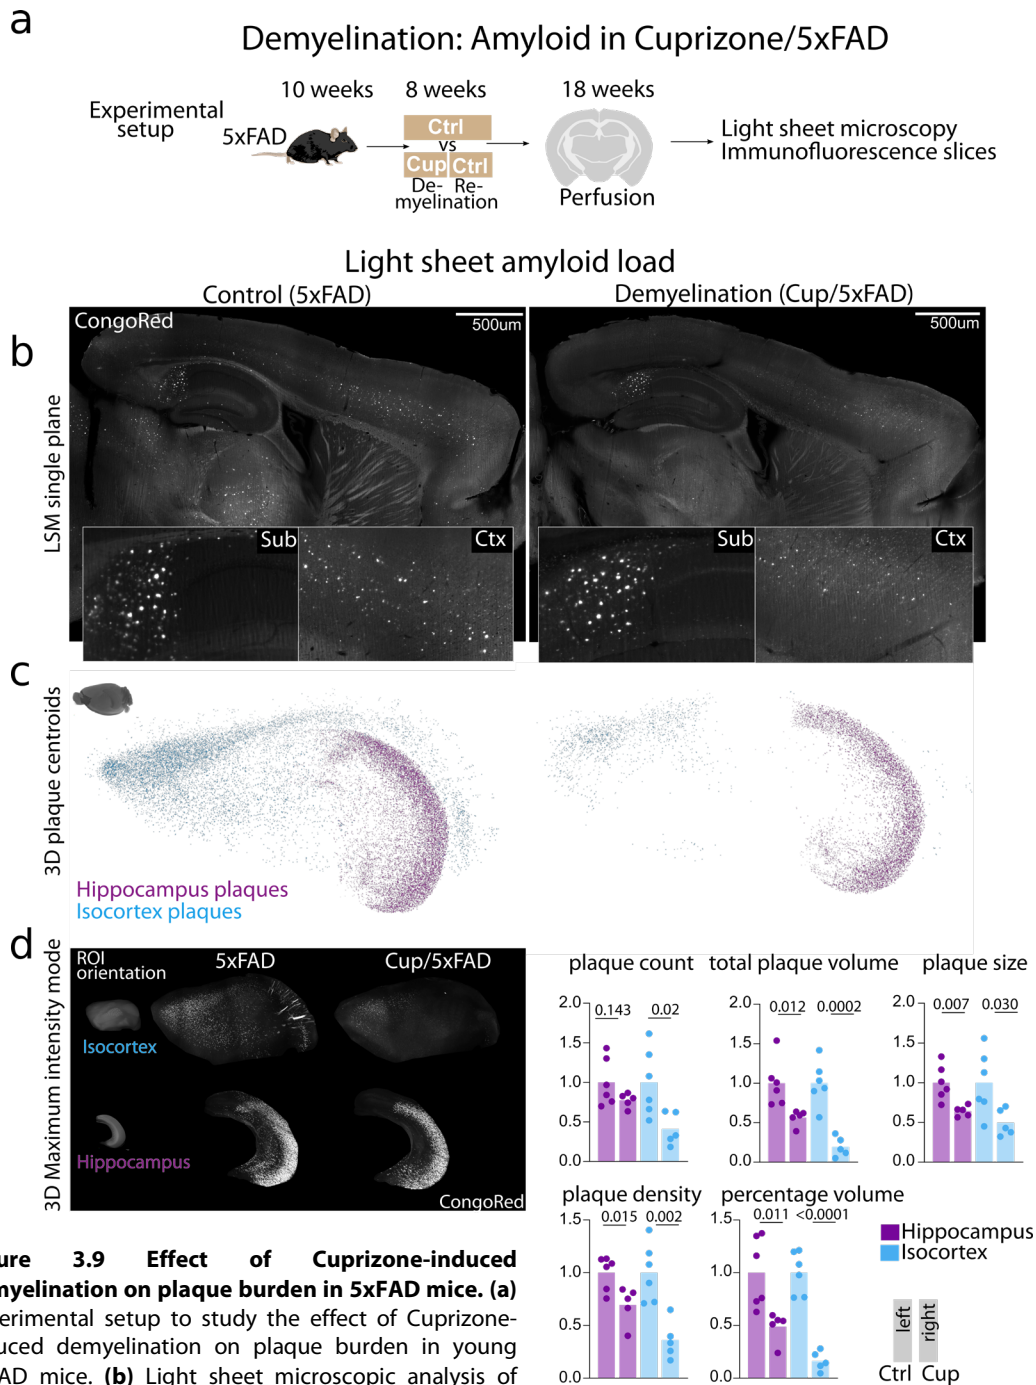 a
Demyelination: Amyloid in Cuprizone/5xFAD
10 weeks 8 weeks 18 weeks
Experimental
setup
5xFAD
Ctrl
vs
Cup Ctrl
De- Re-
myelination
Perfusion
Light sheet microscopy
Immunofluorescence slices
Light sheet amyloid load
Control (5xFAD) Demyelination (Cup/5xFAD)
b
LSM single plane
CongoRed
500um
500um
Sub
Ctx
Sub
Ctx
c
3D plaque centroids
Hippocampus plaques
Isocortex plaques
d
3D Maximum intensity mode
ROI
orientation
5xFAD Cup/5xFAD
Isocortex
Hippocampus
CongoRed
plaque count total plaque volume plaque size
2.0
1.5
1.0
0.5
0.0
0.143 0.02
2.0
1.5
1.0
0.5
0.0
0.012 0.0002
2.0
1.5
1.0
0.5
0.0
0.007 0.030
plaque density percentage volume
1.5
1.0
0.5
0.0
0.015 0.002
1.5
1.0
0.5
0.0
0.011 <0.0001
Hippocampus
Isocortex
left right
Ctrl Cup
ure 3.9 Effect of Cuprizone-induced
myelination on plaque burden in 5xFAD mice. (a)
perimental setup to study the effect of Cuprizone-
uced demyelination on plaque burden in young
AD mice. (b) Light sheet microscopic analysis of